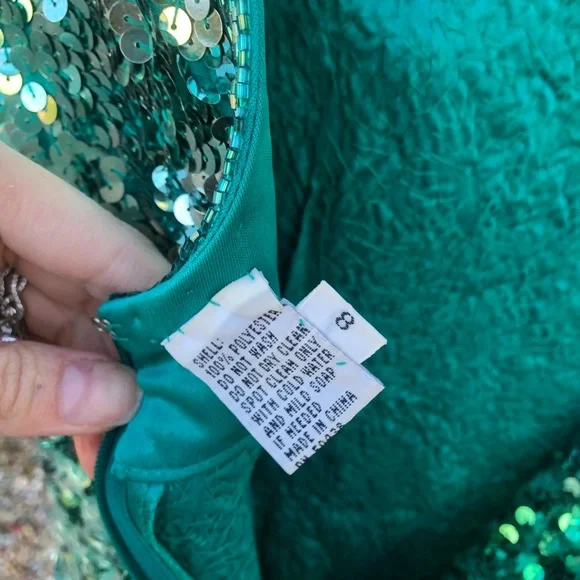 SHELL:
100% POLYESTER
DO NOT WASH
DO NOT DRY CLEAN
SPOT CLEAN ONLY
WITH COLD WATER
AND MILD SOAP
IF NEEDED
MADE IN CHINA
8